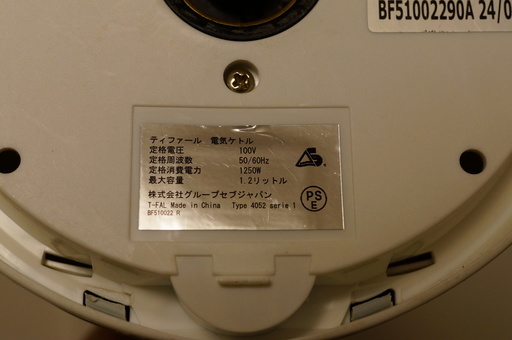 BF51002290A 24/0
ティファール 電気ケトル
定格電圧 100V
定格周波数 50/60Hz
定格消費電力 1250W
最大容量 1.2リットル
株式会社グループセブジャパン
T-FAL Made in China Type 4052 serie 1
BF510022 R
PS
E